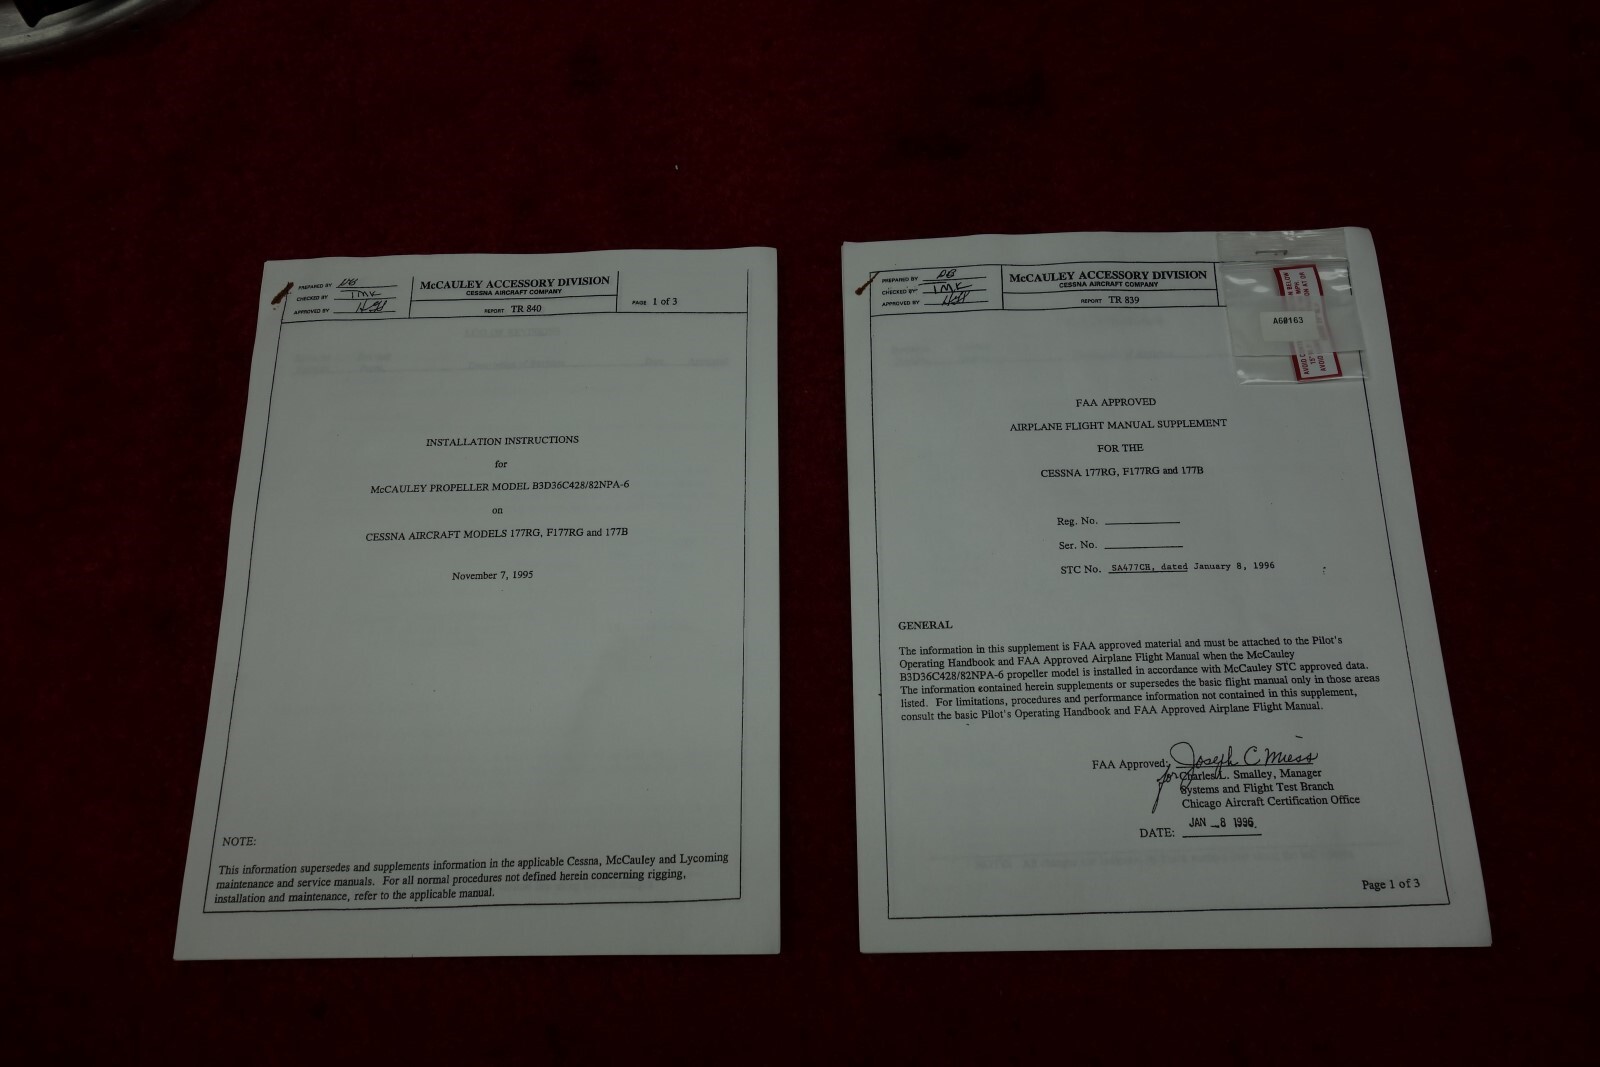 PREPARED BY DB
CHECKED BY TMK
APPROVED BY
McCAULEY ACCESSORY DIVISION
CESSNA AIRCRAFT COMPANY
REPORT TR 840
PAGE 1 of 3
INSTALLATION INSTRUCTIONS
for
McCAULEY PROPELLER MODEL B3D36C428/82NPA-6
on
CESSNA AIRCRAFT MODELS 177RG, F177RG and 177B
November 7, 1995
NOTE:
This information supersedes and supplements information in the applicable Cessna, McCauley and Lycoming
maintenance and service manuals. For all normal procedures not defined herein concerning rigging,
installation and maintenance, refer to the applicable manual.
PREPARED BY DB
CHECKED BY TMK
APPROVED BY
McCAULEY ACCESSORY DIVISION
CESSNA AIRCRAFT COMPANY
REPORT TR 839
A60163
FAA APPROVED
AIRPLANE FLIGHT MANUAL SUPPLEMENT
FOR THE
CESSNA 177RG, F177RG and 177B
Reg. No.
Ser. No.
STC No. SA477CH, dated January 8, 1996
GENERAL
The information in this supplement is FAA approved material and must be attached to the Pilot's
Operating Handbook and FAA Approved Airplane Flight Manual when the McCauley
B3D36C428/82NPA-6 propeller model is installed in accordance with McCauley STC approved data.
The information contained herein supplements or supersedes the basic flight manual only in those areas
listed. For limitations, procedures and performance information not contained in this supplement,
consult the basic Pilot's Operating Handbook and FAA Approved Airplane Flight Manual.
FAA Approved: Joseph C Miess
for Charles L. Smalley, Manager
Systems and Flight Test Branch
Chicago Aircraft Certification Office
DATE: JAN 8 1996
Page 1 of 3